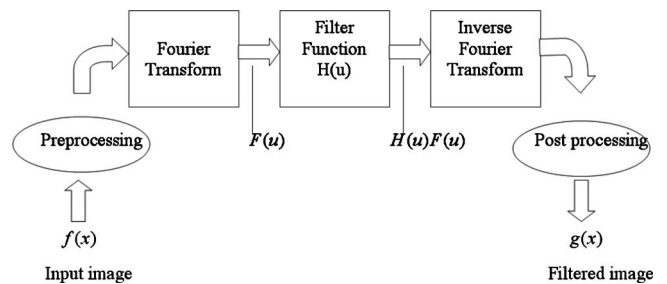 Fourier
Transform
Filter
Function
H(u)
Inverse
Fourier
Transform
Preprocessing
F(u)
H(u)F(u)
Post processing
f(x)
g(x)
Input image
Filtered image